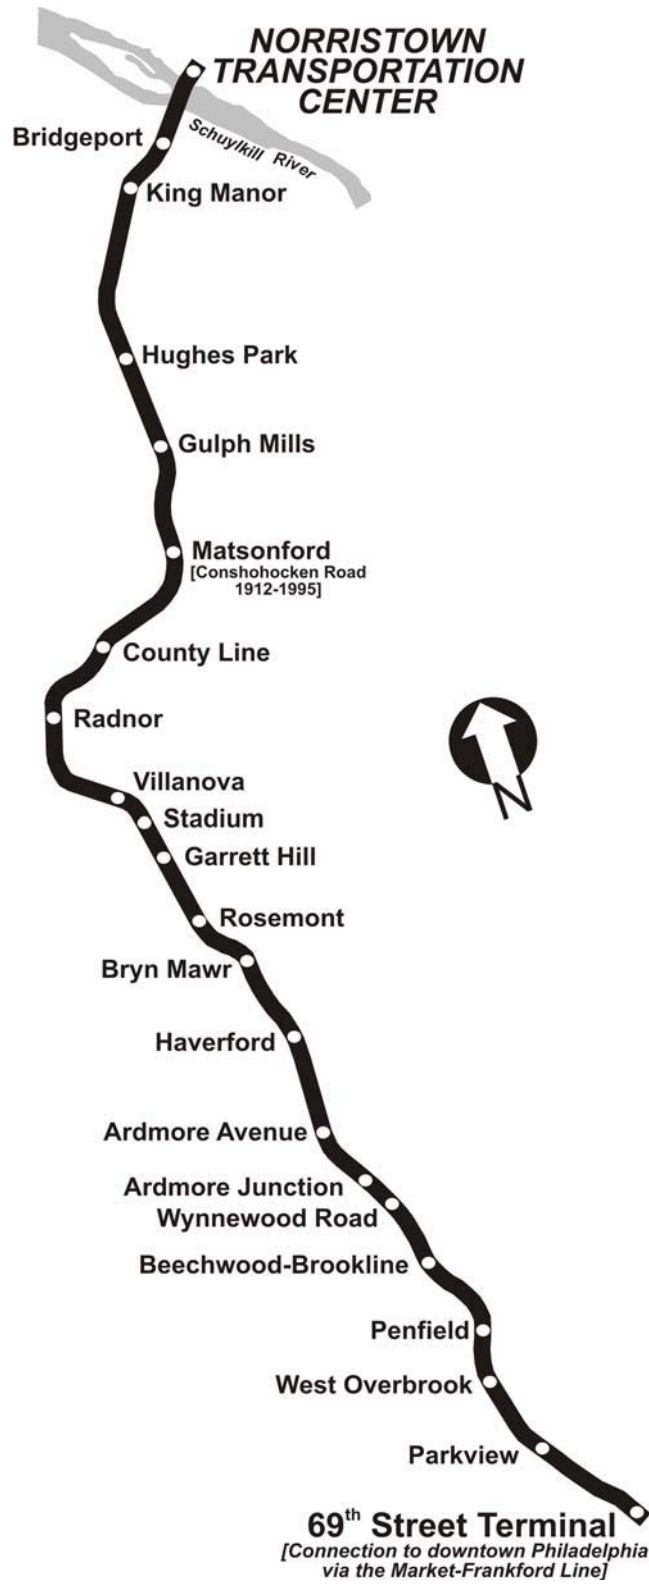 NORRISTOWN
TRANSPORTATION
CENTER
Bridgeport
Schuylkill River
King Manor
Hughes Park
Gulph Mills
Matsonford
[Conshohocken Road
1912-1995]
County Line
Radnor
N
Villanova
Stadium
Garrett Hill
Rosemont
Bryn Mawr
Haverford
Ardmore Avenue
Ardmore Junction
Wynnewood Road
Beechwood-Brookline
Penfield
West Overbrook
Parkview
69th Street Terminal
[Connection to downtown Philadelphia
via the Market-Frankford Line]